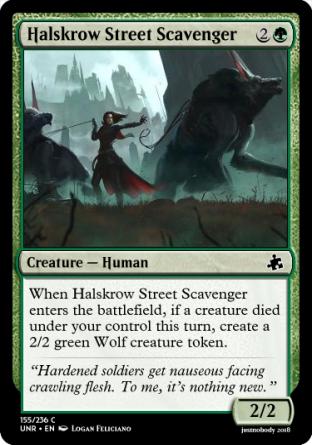 Halskrow Street Scavenger 2
Creature — Human
When Halskrow Street Scavenger
enters the battlefield, if a creature died
under your control this turn, create a
2/2 green Wolf creature token.
"Hardened soldiers get nauseous facing
crawling flesh. To me, it's nothing new."
2/2
155/236 C
UNR • EN Logan Feliciano
justnobody 2018